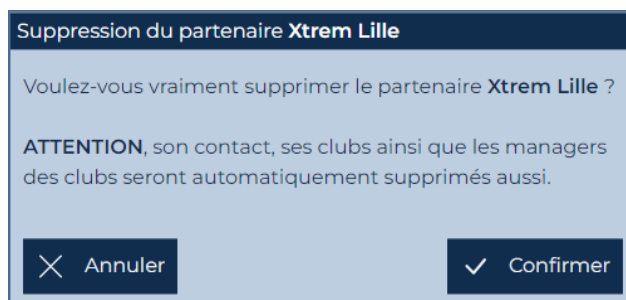 Suppression du partenaire Xtrem Lille
Voulez-vous vraiment supprimer le partenaire Xtrem Lille ?
ATTENTION, son contact, ses clubs ainsi que les managers
des clubs seront automatiquement supprimés aussi.
Annuler
Confirmer